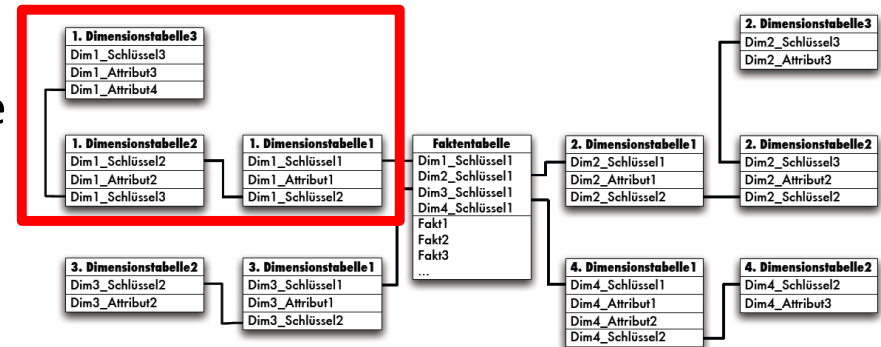 e
1. Dimensionstabelle3
Dim1_Schlüssel3
Dim1_Attribut3
Dim1_Attribut4
1. Dimensionstabelle2
Dim1_Schlüssel2
Dim1_Attribut2
Dim1_Schlüssel3
1. Dimensionstabelle1
Dim1_Schlüssel1
Dim1_Attribut1
Dim1_Schlüssel2
Faktentabelle
Dim1_Schlüssel1
Dim2_Schlüssel1
Dim3_Schlüssel1
Dim4_Schlüssel1
Fakt1
Fakt2
Fakt3
...
2. Dimensionstabelle3
Dim2_Schlüssel3
Dim2_Attribut3
2. Dimensionstabelle1
Dim2_Schlüssel1
Dim2_Attribut1
Dim2_Schlüssel2
2. Dimensionstabelle2
Dim2_Schlüssel3
Dim2_Attribut2
Dim2_Schlüssel2
3. Dimensionstabelle2
Dim3_Schlüssel2
Dim3_Attribut2
3. Dimensionstabelle1
Dim3_Schlüssel1
Dim3_Attribut1
Dim3_Schlüssel2
4. Dimensionstabelle1
Dim4_Schlüssel1
Dim4_Attribut1
Dim4_Attribut2
Dim4_Schlüssel2
4. Dimensionstabelle2
Dim4_Schlüssel2
Dim4_Attribut3